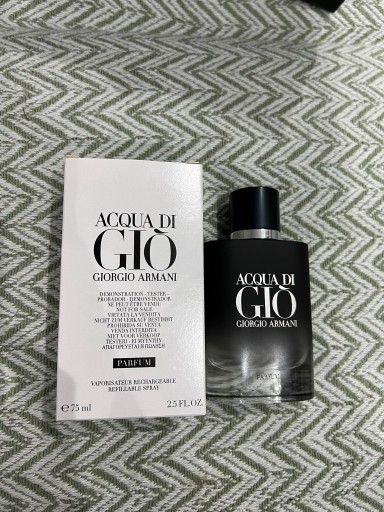 ACQUA DI
GIÒ
GIORGIO ARMANI
DEMONSTRATION - TESTER
PROBADOR - DEMONSTRADOR
NE PEUT ÊTRE VENDU
NOT FOR SALE
VIETATA LA VENDITA
NICHT ZUM VERKAUF BESTIMMT
PROHIBIDA SU VENTA
VENDA INTERDITA
NIET VOOR VERKOOP
PARFUM
VAPORISATEUR RECHARGEABLE
REFILLABLE SPRAY
℮ 75 ml 2.5 FL.OZ.
ACQUA DI
GIÒ
GIORGIO ARMANI
PARFUM